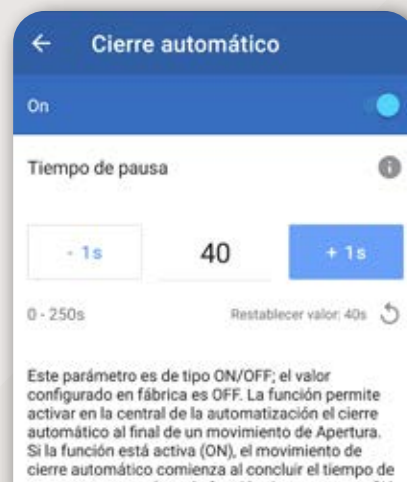 Cierre automático
On
Tiempo de pausa
- 1s
40
+ 1s
0 - 250s
Restablecer valor: 40s
Este parámetro es de tipo ON/OFF; el valor
configurado en fábrica es OFF. La función permite
activar en la central de la automatización el cierre
automático al final de un movimiento de Apertura.
Si la función está activa (ON), el movimiento de
cierre automático comienza al concluir el tiempo de